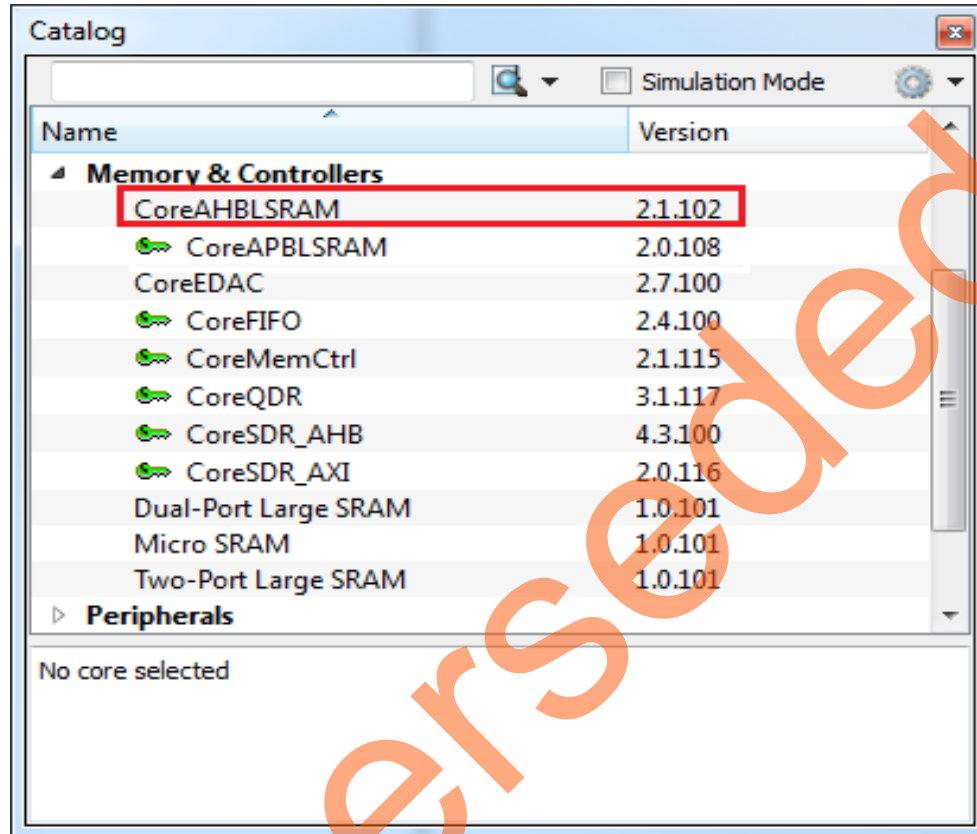 Catalog
Simulation Mode
Name Version
Memory & Controllers
CoreAHBLSRAM 2.1.102
CoreAPBLSRAM 2.0.108
CoreEDAC 2.7.100
CoreFIFO 2.4.100
CoreMemCtrl 2.1.115
CoreQDR 3.1.117
CoreSDR_AHB 4.3.100
CoreSDR_AXI 2.0.116
Dual-Port Large SRAM 1.0.101
Micro SRAM 1.0.101
Two-Port Large SRAM 1.0.101
Peripherals
No core selected
erseded